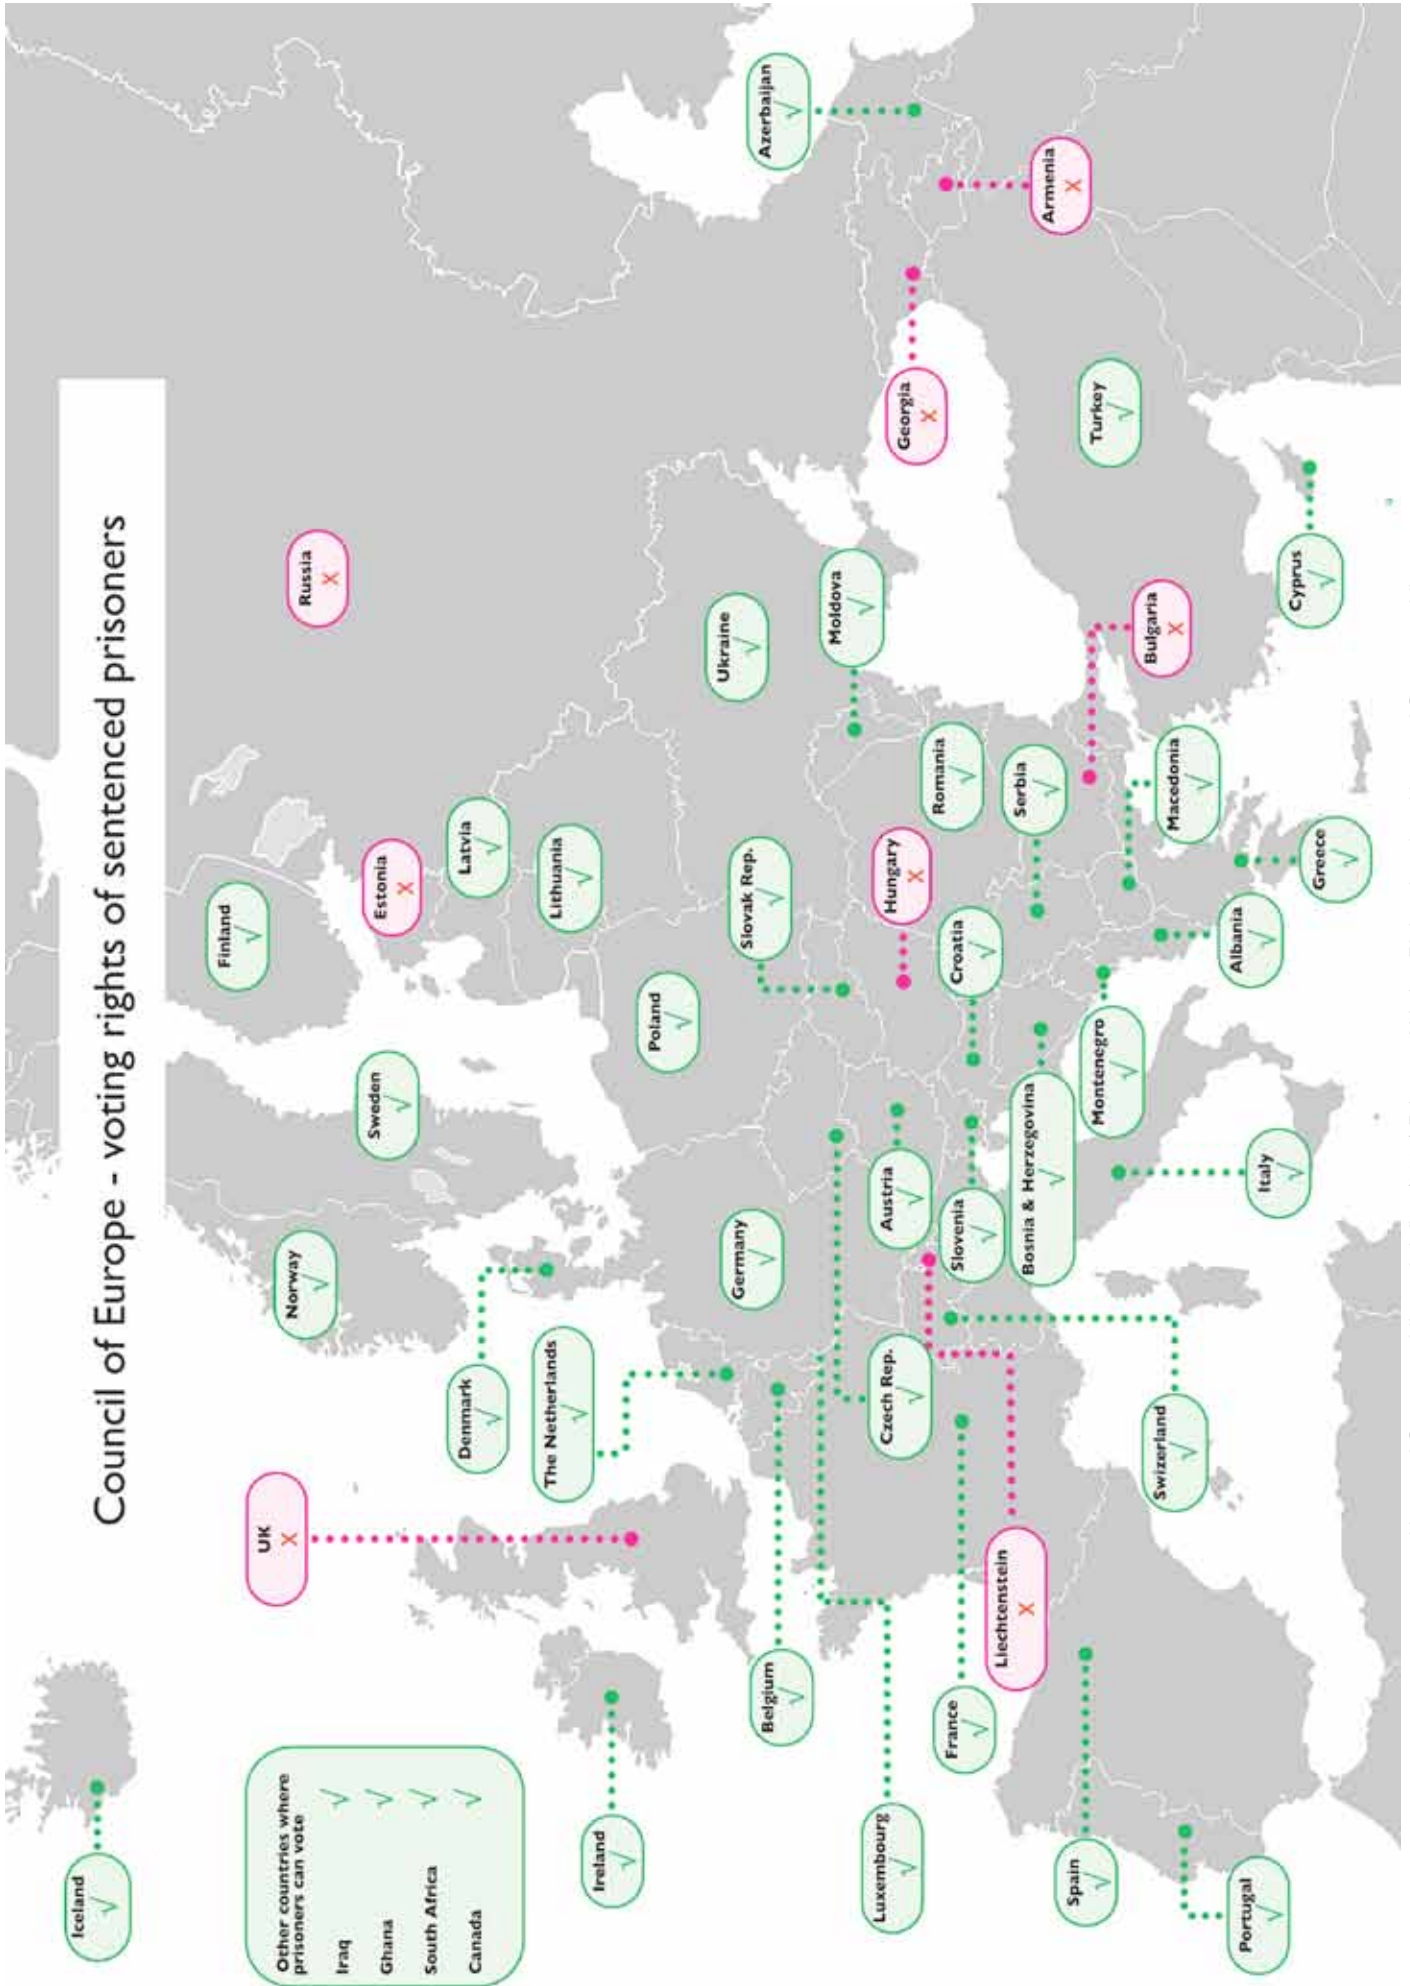 Council of Europe - voting rights of sentenced prisoners
Iceland
√
Other countries where
prisoners can vote
Iraq √
Ghana √
South Africa √
Canada √
UK
X
Norway
√
Finland
√
Russia
X
Sweden
√
Estonia
X
Denmark
√
Latvia
√
The Netherlands
√
Lithuania
√
Ireland
√
Poland
√
Ukraine
√
Germany
√
Slovak Rep.
√
Azerbaijan
√
Belgium
√
Moldova
√
Luxembourg
√
Czech Rep.
√
Austria
√
Hungary
X
Georgia
X
France
√
Slovenia
√
Croatia
√
Romania
√
Liechtenstein
X
Bosnia & Herzegovina
√
Serbia
√
Armenia
X
Spain
√
Montenegro
√
Turkey
√
Swizerland
√
Macedonia
√
Bulgaria
X
Portugal
√
Italy
√
Albania
√
Greece
√
Cyprus
√